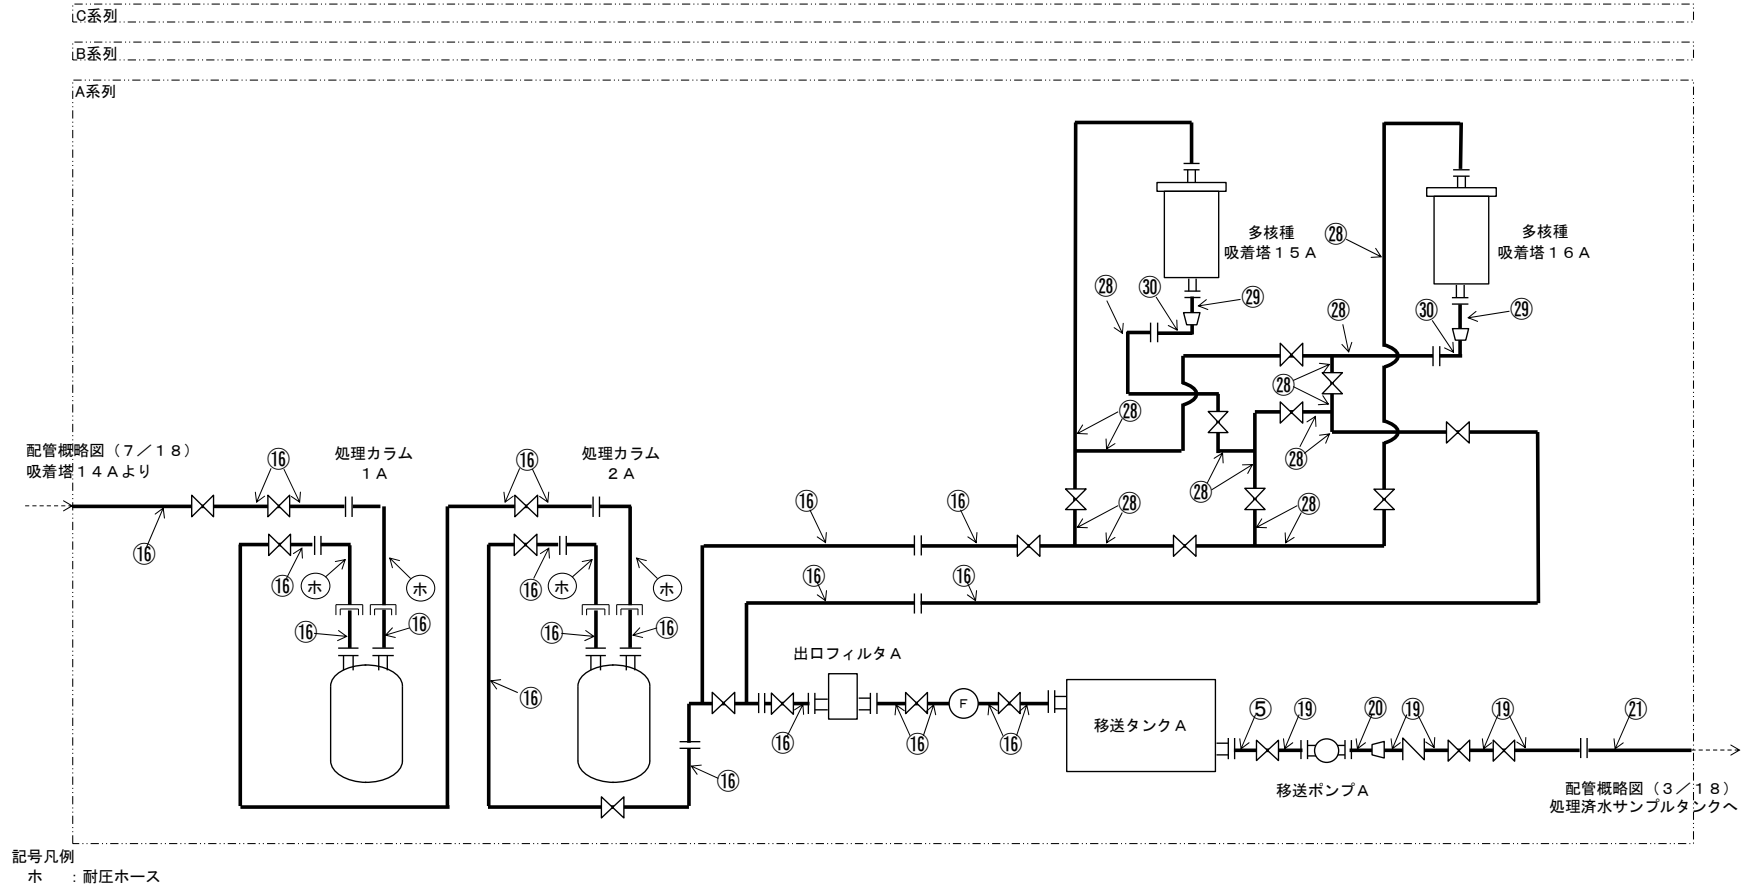 C系列
B系列
A系列
多核種
吸着塔15A
多核種
吸着塔16A
㉘
㉘
㉚
㉙
㉘
㉚
㉙
㉘
㉘
配管概略図(7/18)
吸着塔14Aより
⑯
処理カラム
1A
⑯
処理カラム
2A
㉘
㉘
⑯
⑯
㉘
㉘
⑯
⑯
ホ
ホ
⑯
ホ
ホ
⑯
⑯
⑯
⑯
⑯
⑯
出口フィルタA
⑯
F
移送タンクA
⑤
⑲
⑳
⑲
⑲
㉑
⑯
⑯
⑯
⑯
移送ポンプA
配管概略図(3/18)
処理済水サンプルタンクへ
記号凡例
ホ :耐圧ホース